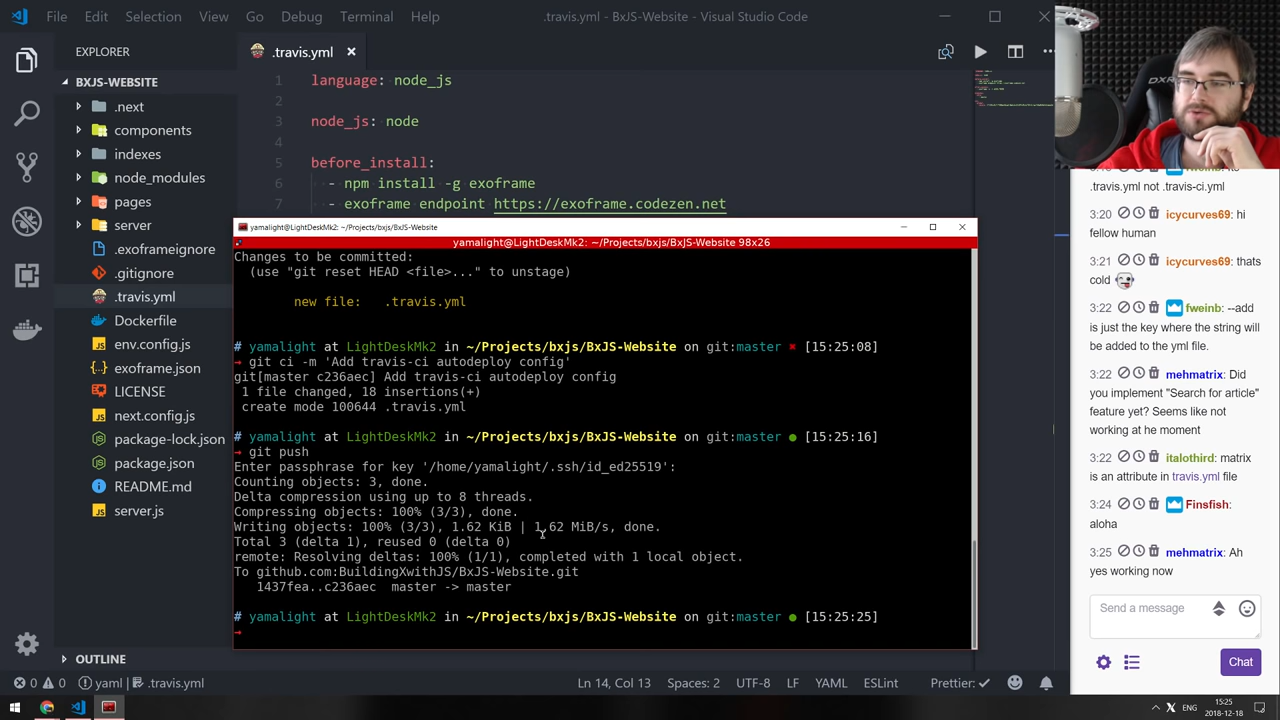 File Edit Selection View Go Debug Terminal Help
.travis.yml - BxJS-Website - Visual Studio Code
EXPLORER
BXJS-WEBSITE
.next
components
indexes
node_modules
pages
server
.exoframeignore
.gitignore
.travis.yml
Dockerfile
env.config.js
exoframe.json
LICENSE
next.config.js
package-lock.json
package.json
README.md
server.js
OUTLINE
.travis.yml
1 language: node_js
2
3 node_js: node
4
5 before_install:
6 - npm install -g exoframe
7 - exoframe endpoint https://exoframe.codezen.net
yamalight@LightDeskMk2: ~/Projects/bxjs/BxJS-Website
yamalight@LightDeskMk2: ~/Projects/bxjs/BxJS-Website 98x26
Changes to be committed:
(use "git reset HEAD <file>..." to unstage)
new file: .travis.yml
# yamalight at LightDeskMk2 in ~/Projects/bxjs/BxJS-Website on git:master ✖ [15:25:08]
→ git ci -m 'Add travis-ci autodeploy config'
git[master c236aec] Add travis-ci autodeploy config
1 file changed, 18 insertions(+)
create mode 100644 .travis.yml
# yamalight at LightDeskMk2 in ~/Projects/bxjs/BxJS-Website on git:master ● [15:25:16]
→ git push
Enter passphrase for key '/home/yamalight/.ssh/id_ed25519':
Counting objects: 3, done.
Delta compression using up to 8 threads.
Compressing objects: 100% (3/3), done.
Writing objects: 100% (3/3), 1.62 KiB | 1.62 MiB/s, done.
Total 3 (delta 1), reused 0 (delta 0)
remote: Resolving deltas: 100% (1/1), completed with 1 local object.
To github.com:BuildingXwithJS/BxJS-Website.git
1437fea..c236aec master -> master
# yamalight at LightDeskMk2 in ~/Projects/bxjs/BxJS-Website on git:master ● [15:25:25]
→
0 0 yaml .travis.yml
Ln 14, Col 13 Spaces: 2 UTF-8 LF YAML ESLint Prettier: ✓
DXR
.travis.yml not .travis-ci.yml
3:20 icycurves69: hi
fellow human
3:21 icycurves69: thats
cold
3:22 fweinb: --add
is just the key where the string will
be added to the yml file.
3:22 mehmatrix: Did
you implement "Search for article"
feature yet? Seems like not
working at he moment
3:22 italothird: matrix
is an attribute in travis.yml file
3:24 Finsfish:
aloha
3:25 mehmatrix: Ah
yes working now
Send a message
Chat
ENG
15:25
2018-12-18